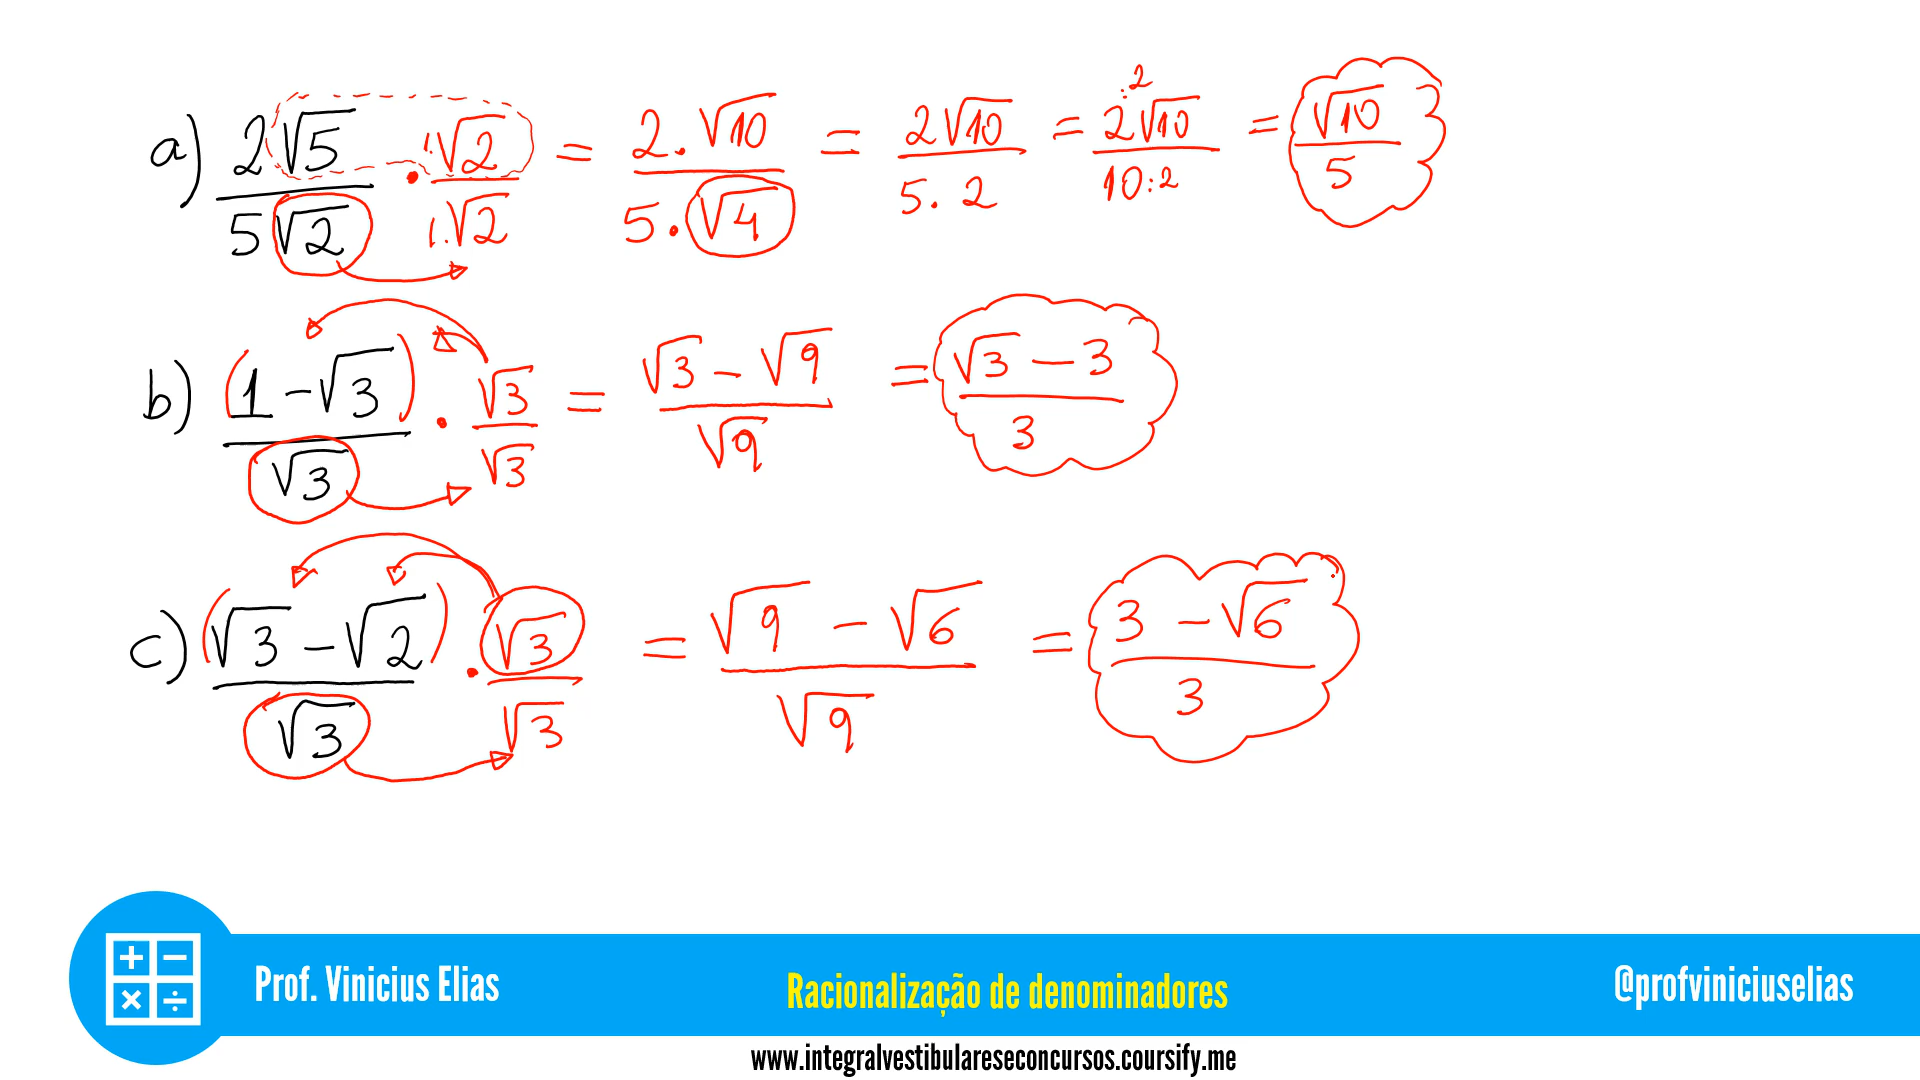 a) 2√5/5√2 · 1.√2/1.√2 = 2.√10/5.√4 = 2√10/5.2 = 2√10:2/10:2 = √10/5
b) (1-√3)/√3 · √3/√3 = √3-√9/√9 = √3-3/3
c) (√3-√2)/√3 · √3/√3 = √9-√6/√9 = 3-√6/3
Prof. Vinicius Elias
Racionalização de denominadores
@profviniciuselias
www.integralvestibulareseconcursos.coursify.me